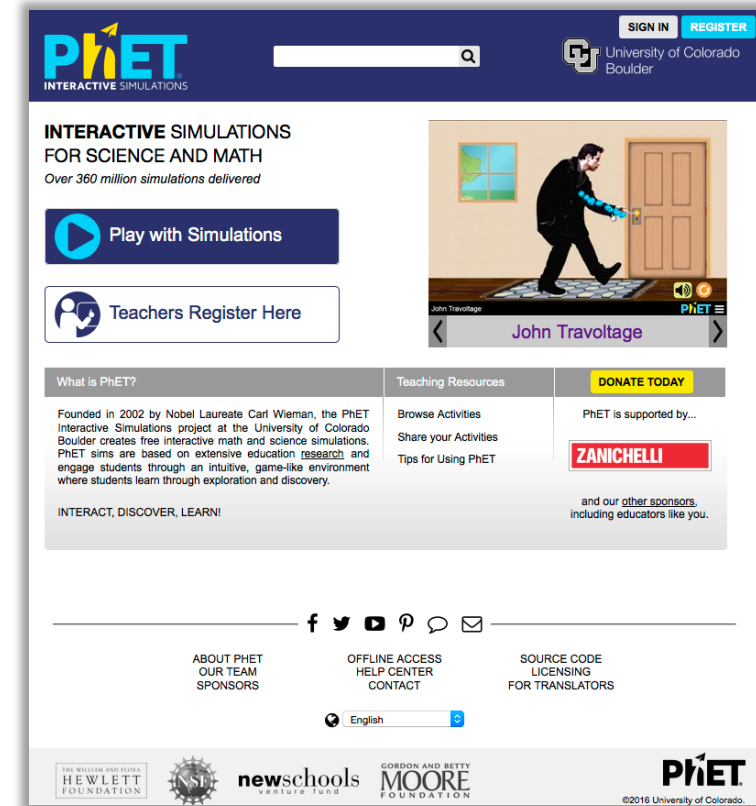 SIGN IN
REGISTER
PhET
INTERACTIVE SIMULATIONS
CU
University of Colorado
Boulder
INTERACTIVE SIMULATIONS
FOR SCIENCE AND MATH
Over 360 million simulations delivered
Play with Simulations
Teachers Register Here
John Travoltage
PhET
John Travoltage
What is PhET?
Founded in 2002 by Nobel Laureate Carl Wieman, the PhET
Interactive Simulations project at the University of Colorado
Boulder creates free interactive math and science simulations.
PhET sims are based on extensive education research and
engage students through an intuitive, game-like environment
where students learn through exploration and discovery.
INTERACT, DISCOVER, LEARN!
Teaching Resources
Browse Activities
Share your Activities
Tips for Using PhET
DONATE TODAY
PhET is supported by...
ZANICHELLI
and our other sponsors,
including educators like you.
ABOUT PHET
OUR TEAM
SPONSORS
OFFLINE ACCESS
HELP CENTER
CONTACT
SOURCE CODE
LICENSING
FOR TRANSLATORS
English
THE WILLIAM AND FLORA
HEWLETT
FOUNDATION
NSF
newschools
venture fund
GORDON AND BETTY
MOORE
FOUNDATION
PhET
©2016 University of Colorado.